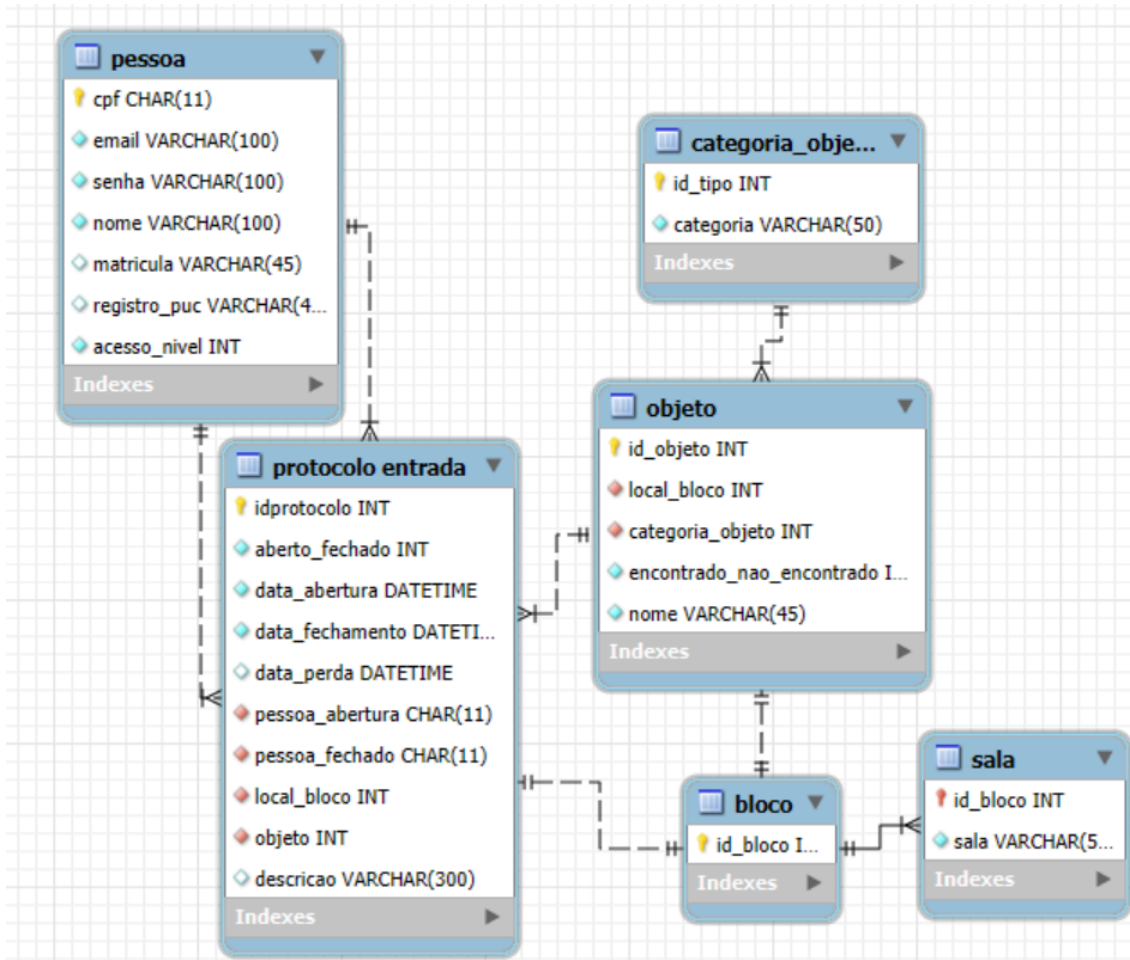 pessoa
cpf CHAR(11)
email VARCHAR(100)
senha VARCHAR(100)
nome VARCHAR(100)
matricula VARCHAR(45)
registro_puc VARCHAR(4...
acesso_nivel INT
Indexes
categoria_obje...
id_tipo INT
categoria VARCHAR(50)
Indexes
protocolo entrada
idprotocolo INT
aberto_fechado INT
data_abertura DATETIME
data_fechamento DATETI...
data_perda DATETIME
pessoa_abertura CHAR(11)
pessoa_fechado CHAR(11)
local_bloco INT
objeto INT
descricao VARCHAR(300)
Indexes
objeto
id_objeto INT
local_bloco INT
categoria_objeto INT
encontrado_nao_encontrado I...
nome VARCHAR(45)
Indexes
bloco
id_bloco I...
Indexes
sala
id_bloco INT
sala VARCHAR(5...
Indexes